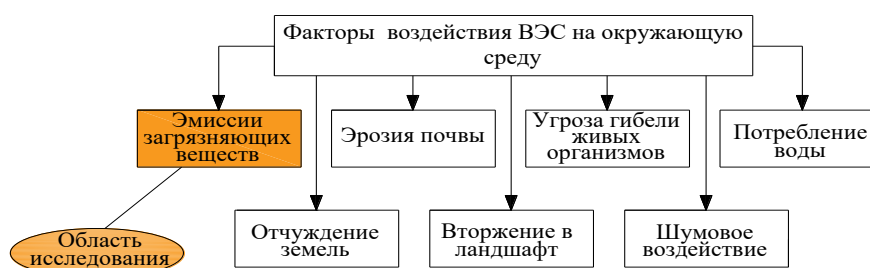 Факторы воздействия ВЭС на окружающую
среду
Эмиссии
загрязняющих
веществ
Эрозия почвы
Угроза гибели
живых
организмов
Потребление
воды
Область
исследования
Отчуждение
земель
Вторжение в
ландшафт
Шумовое
воздействие